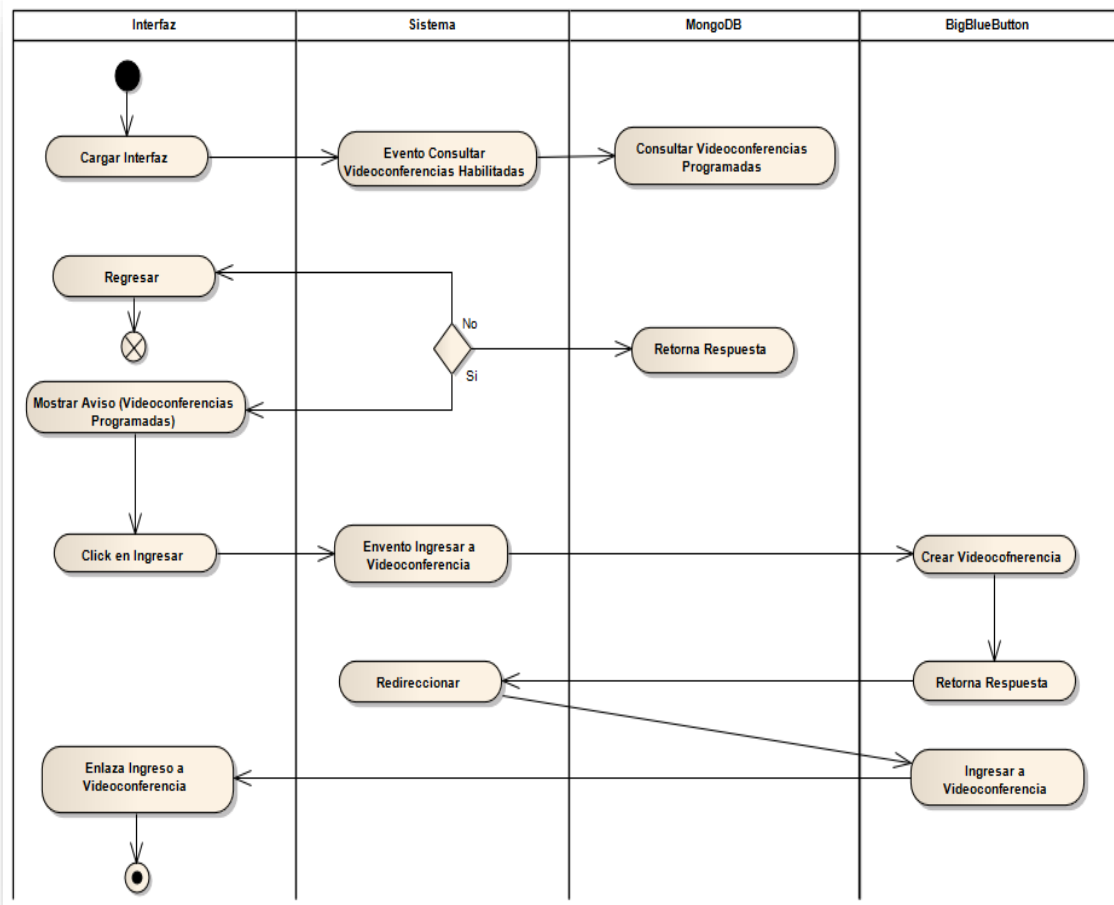 Interfaz
Sistema
MongoDB
BigBlueButton
Cargar Interfaz
Evento Consultar
Videoconferencias Habilitadas
Consultar Videoconferencias
Programadas
Regresar
No
Retorna Respuesta
Si
Mostrar Aviso (Videoconferencias
Programadas)
Click en Ingresar
Envento Ingresar a
Videoconferencia
Crear Videocofnerencia
Redireccionar
Retorna Respuesta
Enlaza Ingreso a
Videoconferencia
Ingresar a
Videoconferencia